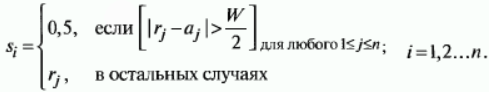 s_i = { 0,5, если [|r_j – a_j| > W/2] для любого 1≤j≤n; i=1,2...n.
r_j, в остальных случаях